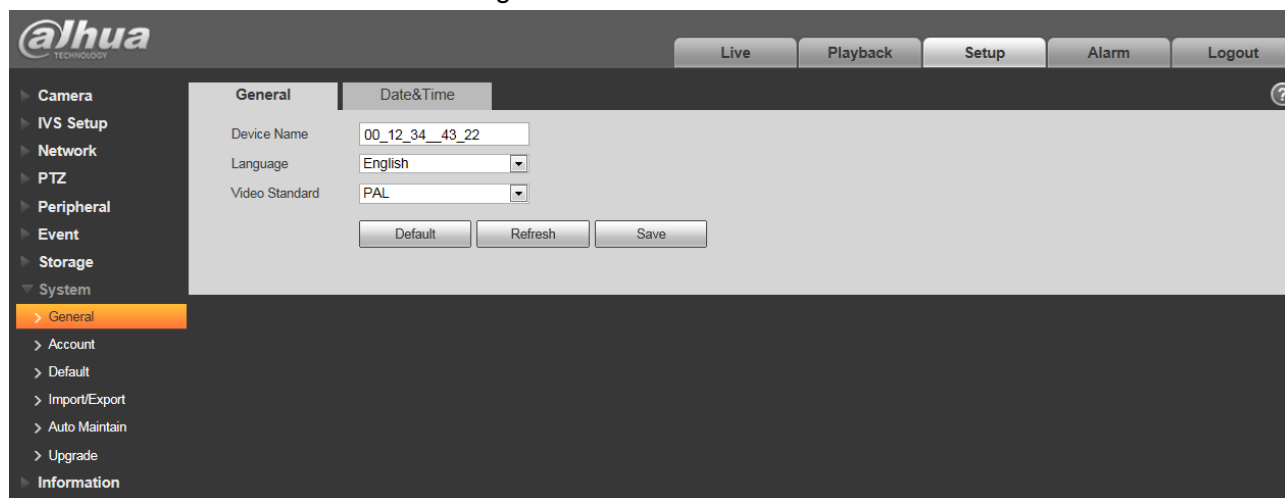 alhua
TECHNOLOGY
Live Playback Setup Alarm Logout
Camera
IVS Setup
Network
PTZ
Peripheral
Event
Storage
System
General
Account
Default
Import/Export
Auto Maintain
Upgrade
Information
General Date&Time
?
Device Name 00_12_34__43_22
Language English
Video Standard PAL
Default Refresh Save